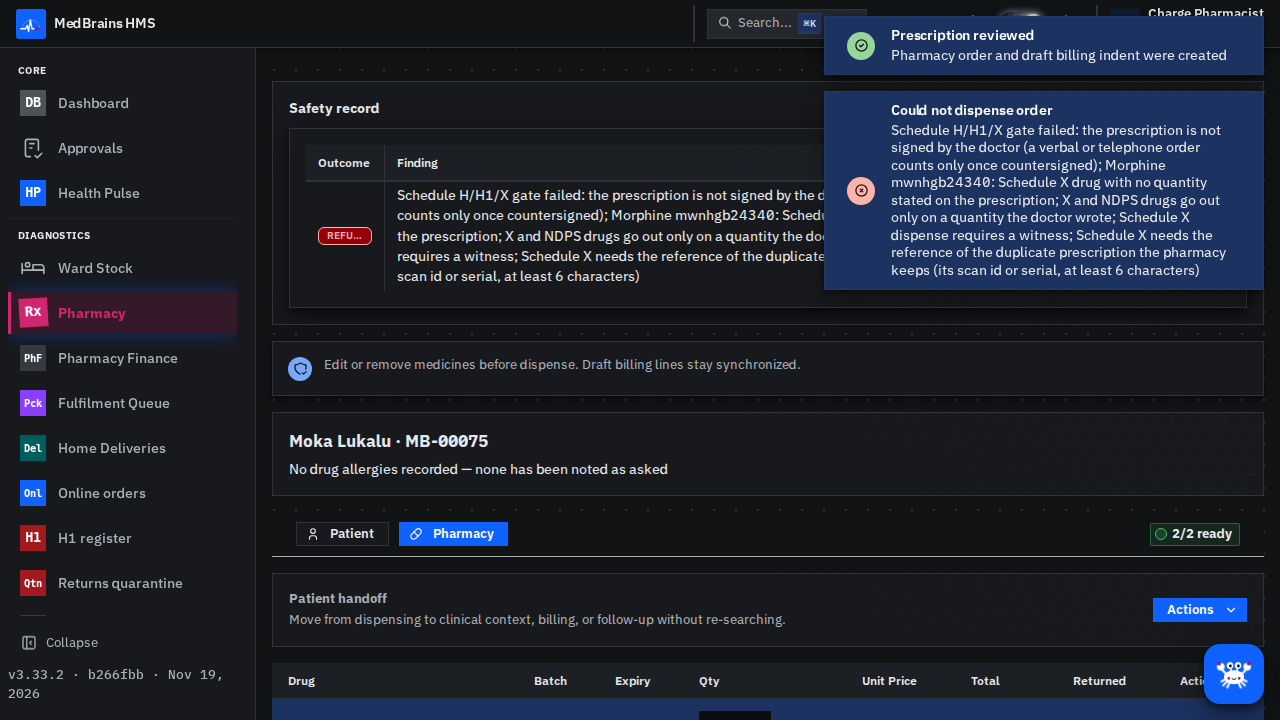 MedBrains HMS
Search...
⌘K
Charge Pharmacist
CORE
DB Dashboard
Approvals
HP Health Pulse
DIAGNOSTICS
Ward Stock
Rx Pharmacy
PhF Pharmacy Finance
Pck Fulfilment Queue
Del Home Deliveries
Onl Online orders
H1 H1 register
Qtn Returns quarantine
Collapse
v3.33.2 · b266fbb · Nov 19,
2026
Prescription reviewed
Pharmacy order and draft billing indent were created
Could not dispense order
Schedule H/H1/X gate failed: the prescription is not
signed by the doctor (a verbal or telephone order
counts only once countersigned); Morphine
mwnhgb24340: Schedule X drug with no quantity
stated on the prescription; X and NDPS drugs go out
only on a quantity the doctor wrote; Schedule X
dispense requires a witness; Schedule X needs the
reference of the duplicate prescription the pharmacy
keeps (its scan id or serial, at least 6 characters)
Safety record
Outcome Finding
REFU...
Schedule H/H1/X gate failed: the prescription is not signed by the d
counts only once countersigned); Morphine mwnhgb24340: Sched
the prescription; X and NDPS drugs go out only on a quantity the do
requires a witness; Schedule X needs the reference of the duplicate
scan id or serial, at least 6 characters)
Edit or remove medicines before dispense. Draft billing lines stay synchronized.
Moka Lukalu · MB-00075
No drug allergies recorded — none has been noted as asked
Patient
Pharmacy
2/2 ready
Patient handoff
Move from dispensing to clinical context, billing, or follow-up without re-searching.
Actions
Drug Batch Expiry Qty Unit Price Total Returned